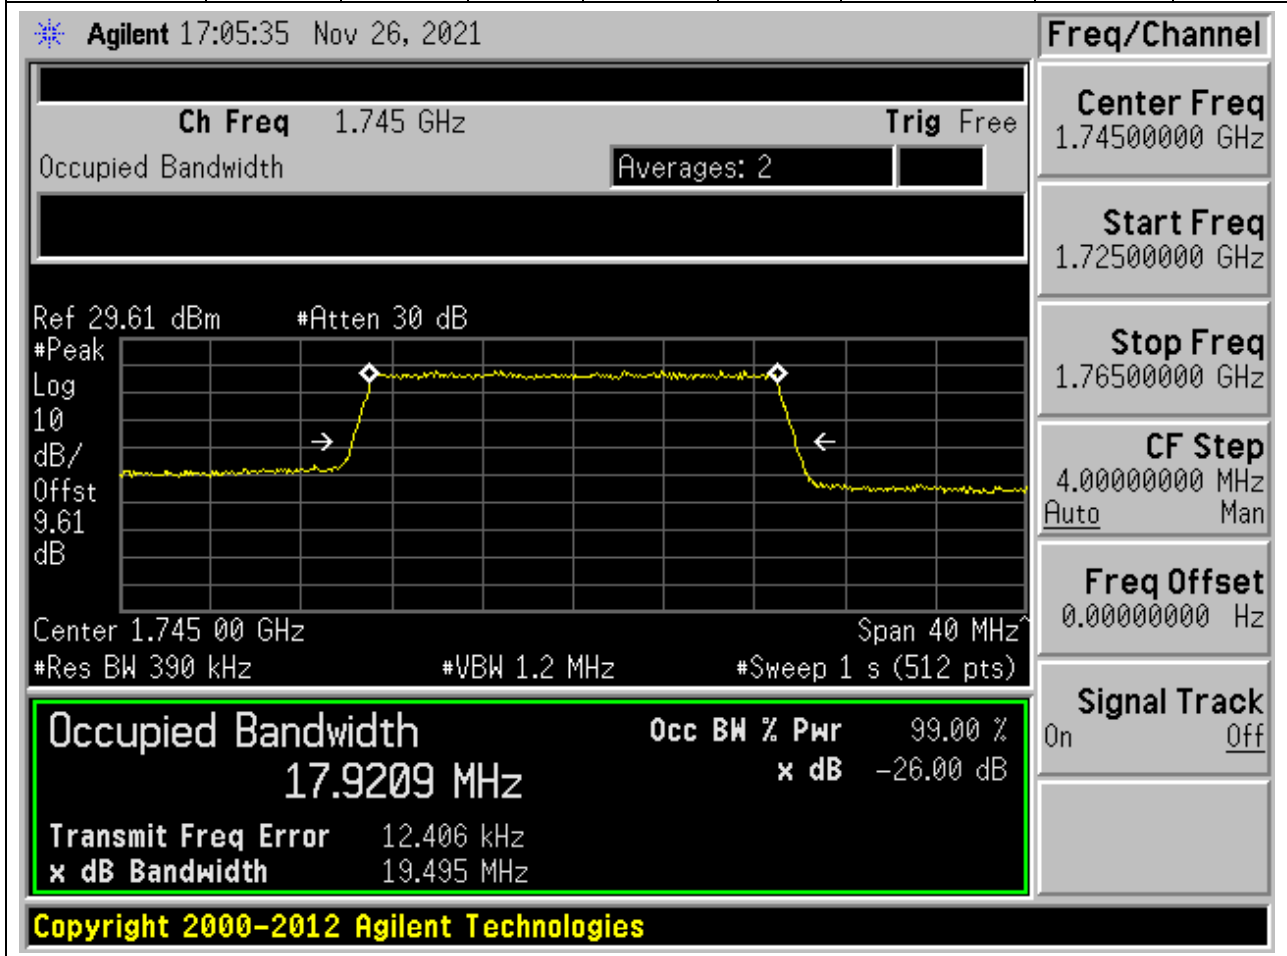 Agilent 17:05:35 Nov 26, 2021
Freq/Channel
Ch Freq 1.745 GHz Trig Free
Occupied Bandwidth Averages: 2
Center Freq
1.74500000 GHz
Start Freq
1.72500000 GHz
Stop Freq
1.76500000 GHz
CF Step
4.00000000 MHz
Auto Man
Freq Offset
0.00000000 Hz
Signal Track
On Off
Ref 29.61 dBm #Atten 30 dB
#Peak
Log
10
dB/
Offst
9.61
dB
Center 1.745 00 GHz Span 40 MHz^
#Res BW 390 kHz #VBW 1.2 MHz #Sweep 1 s (512 pts)
Occupied Bandwidth Occ BW % Pwr 99.00 %
17.9209 MHz x dB -26.00 dB
Transmit Freq Error 12.406 kHz
x dB Bandwidth 19.495 MHz
Copyright 2000-2012 Agilent Technologies